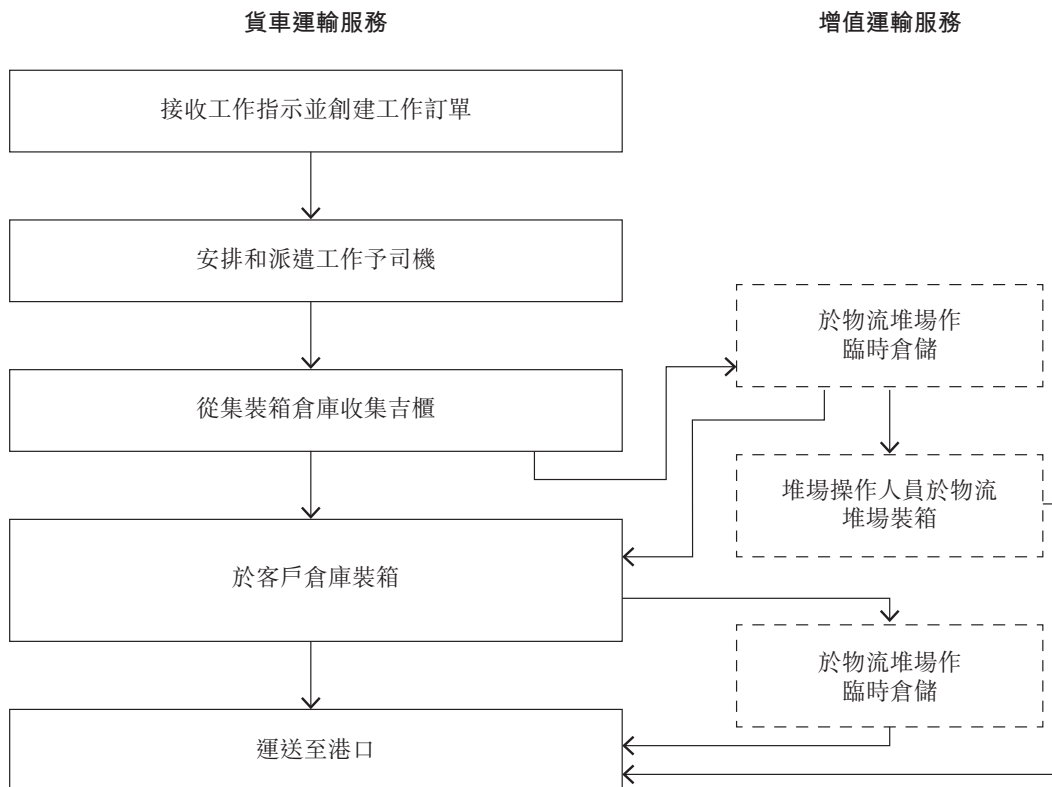 貨車運輸服務
增值運輸服務
接收工作指示並創建工作訂單
安排和派遣工作予司機
於物流堆場作
臨時倉儲
從集裝箱倉庫收集吉櫃
堆場操作人員於物流
堆場裝箱
於客戶倉庫裝箱
於物流堆場作
臨時倉儲
運送至港口